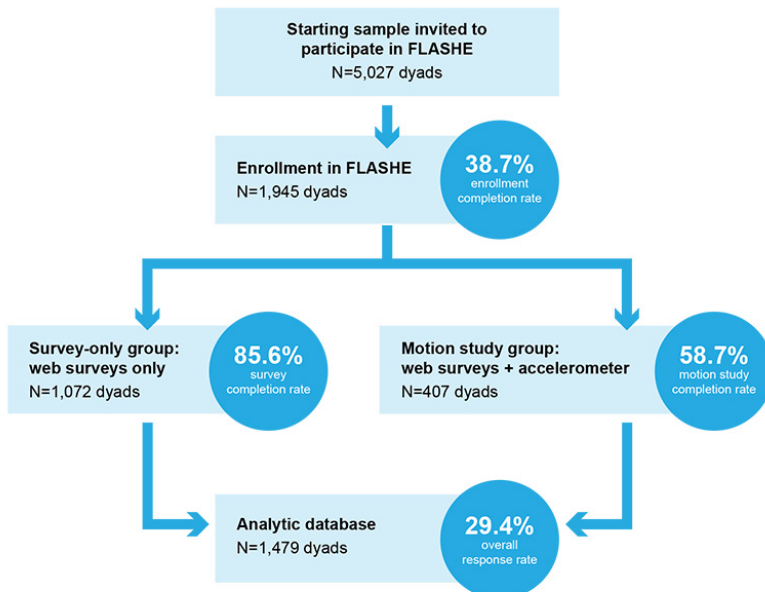 Starting sample invited to
participate in FLASHE
N=5,027 dyads
Enrollment in FLASHE
N=1,945 dyads
38.7%
enrollment
completion rate
Survey-only group:
web surveys only
N=1,072 dyads
85.6%
survey
completion rate
Motion study group:
web surveys + accelerometer
N=407 dyads
58.7%
motion study
completion rate
Analytic database
N=1,479 dyads
29.4%
overall
response rate